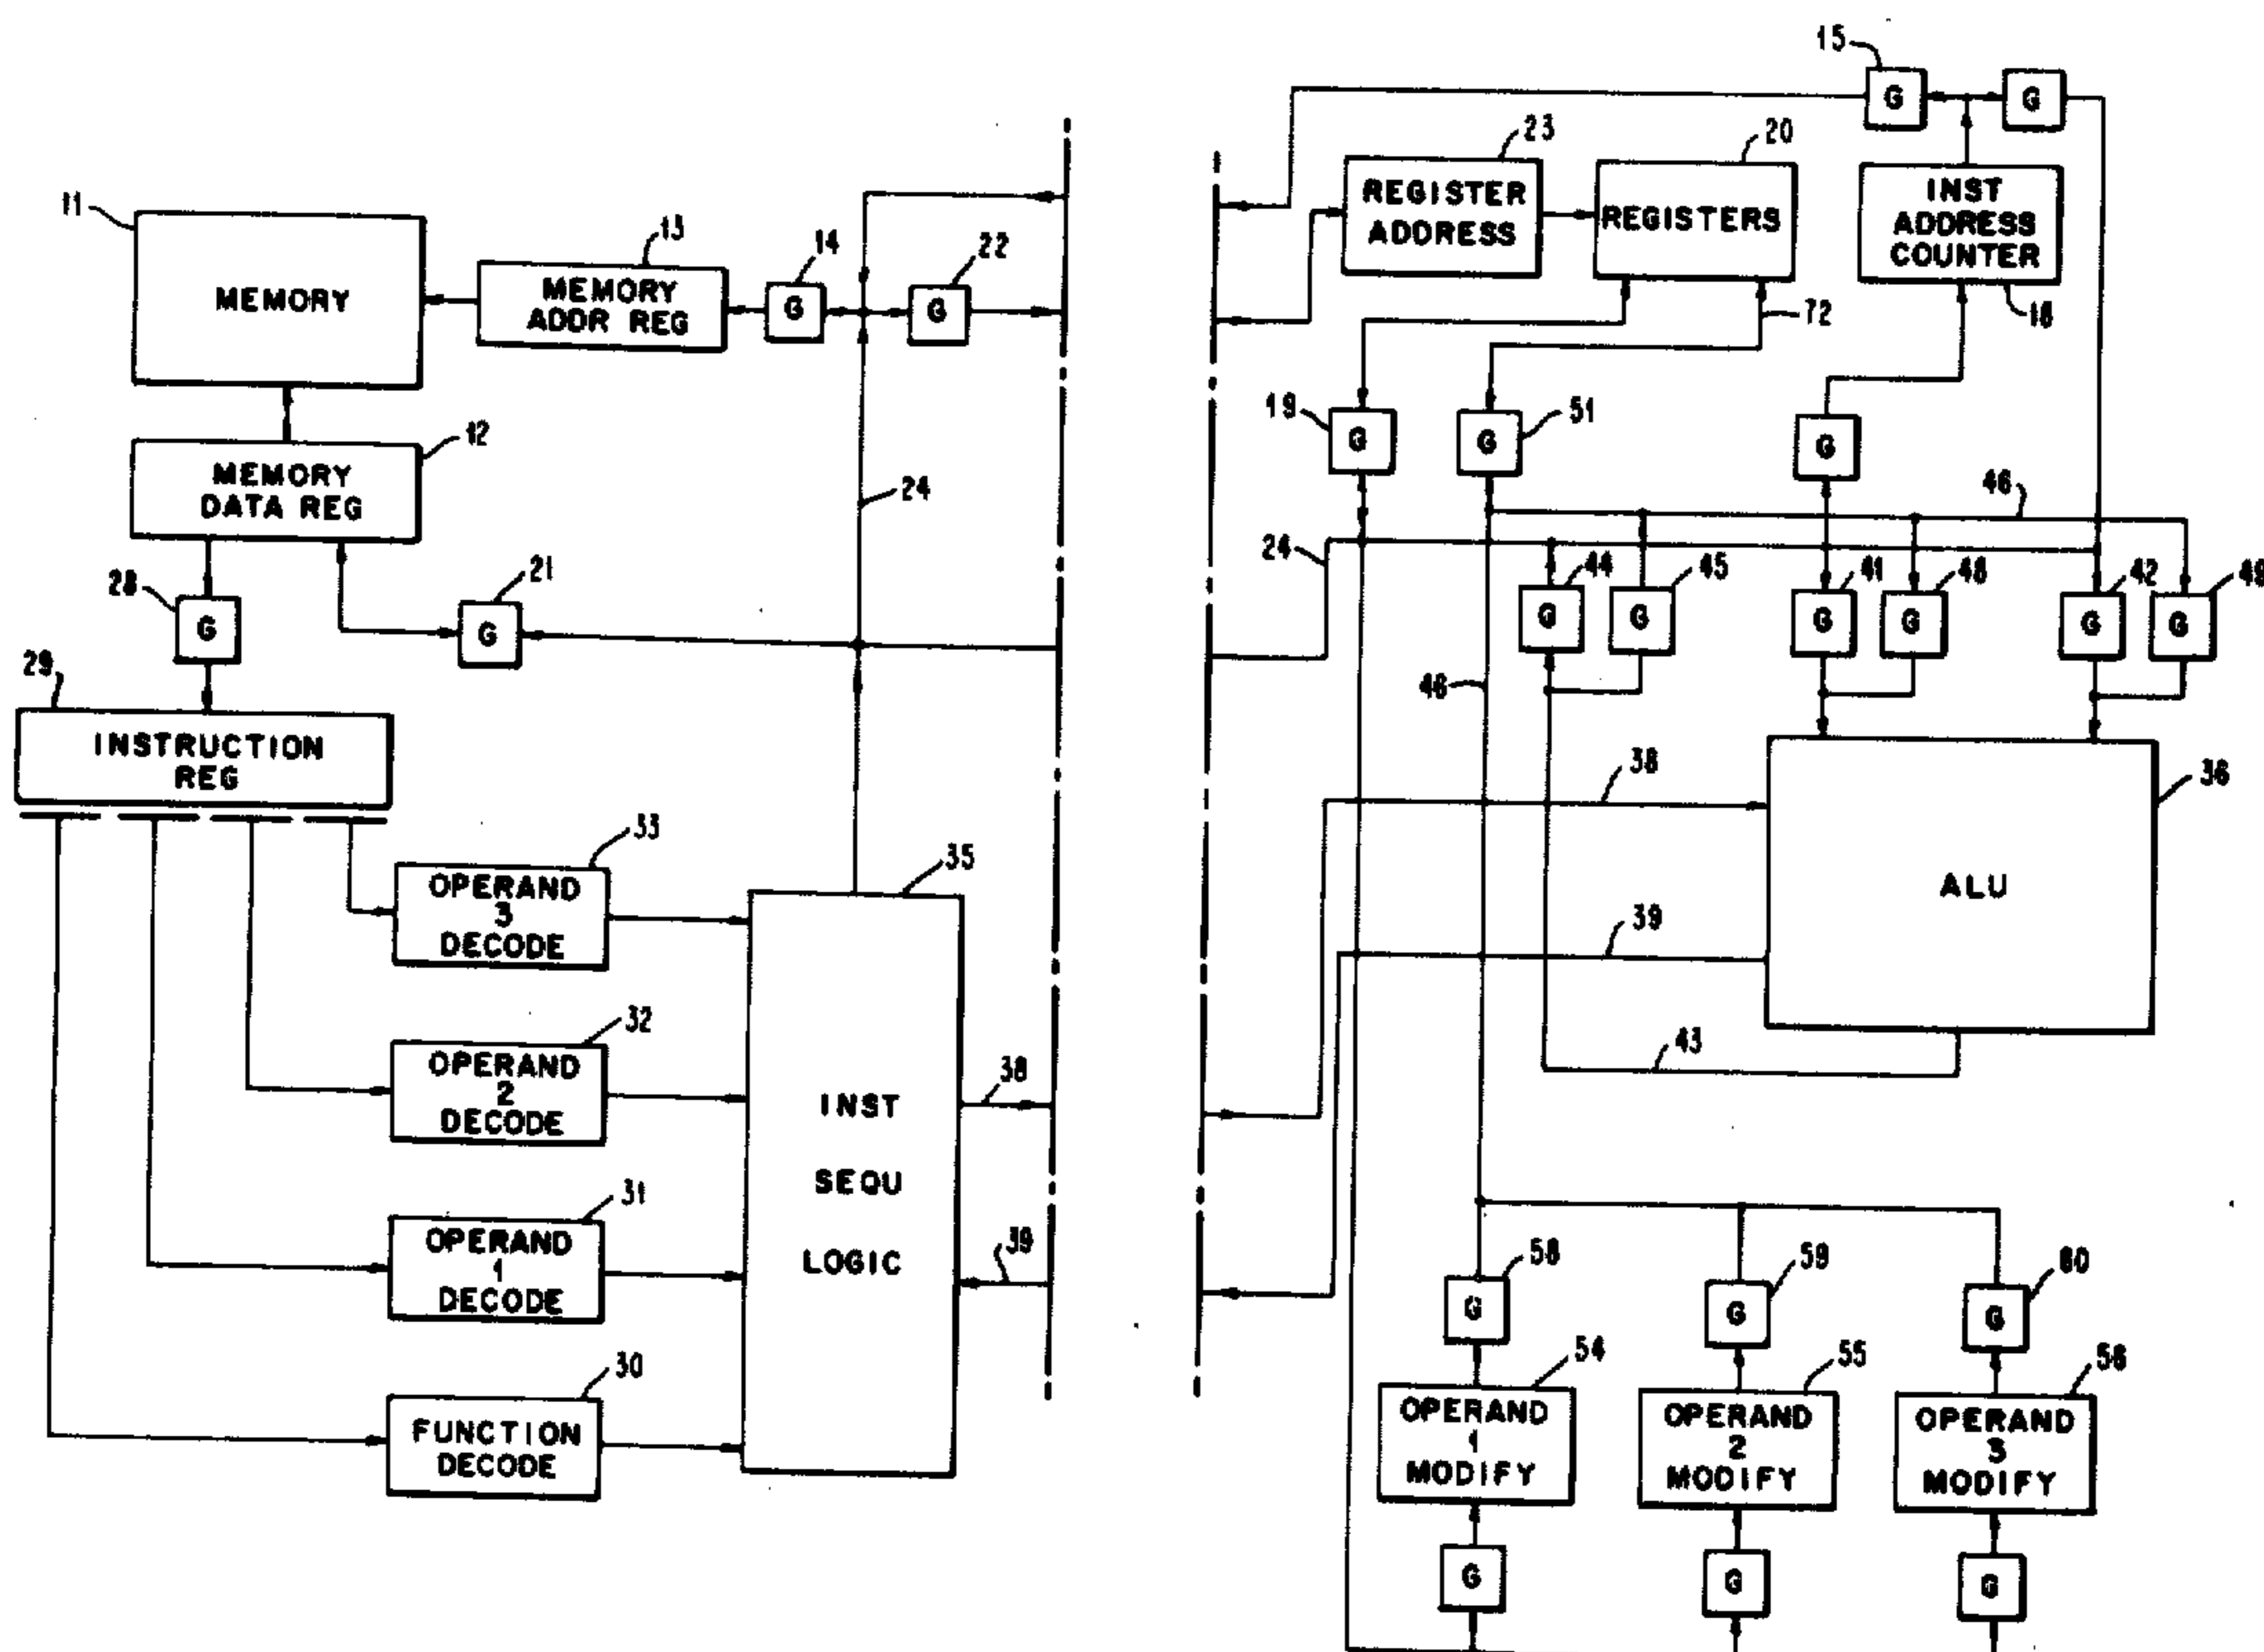 11
MEMORY
13
MEMORY
ADDR REG
14
G
22
G
12
MEMORY
DATA REG
24
28
G
21
G
29
INSTRUCTION
REG
33
OPERAND
3
DECODE
35
32
OPERAND
2
DECODE
31
OPERAND
1
DECODE
30
FUNCTION
DECODE
INST
SEQU
LOGIC
38
39
15
G
G
23
REGISTER
ADDRESS
20
REGISTERS
INST
ADDRESS
COUNTER
16
72
19
G
51
G
G
46
24
44
G
45
G
41
G
48
G
42
G
49
G
46
38
36
ALU
39
43
58
G
59
G
60
G
54
OPERAND
1
MODIFY
55
OPERAND
2
MODIFY
56
OPERAND
3
MODIFY
G
G
G